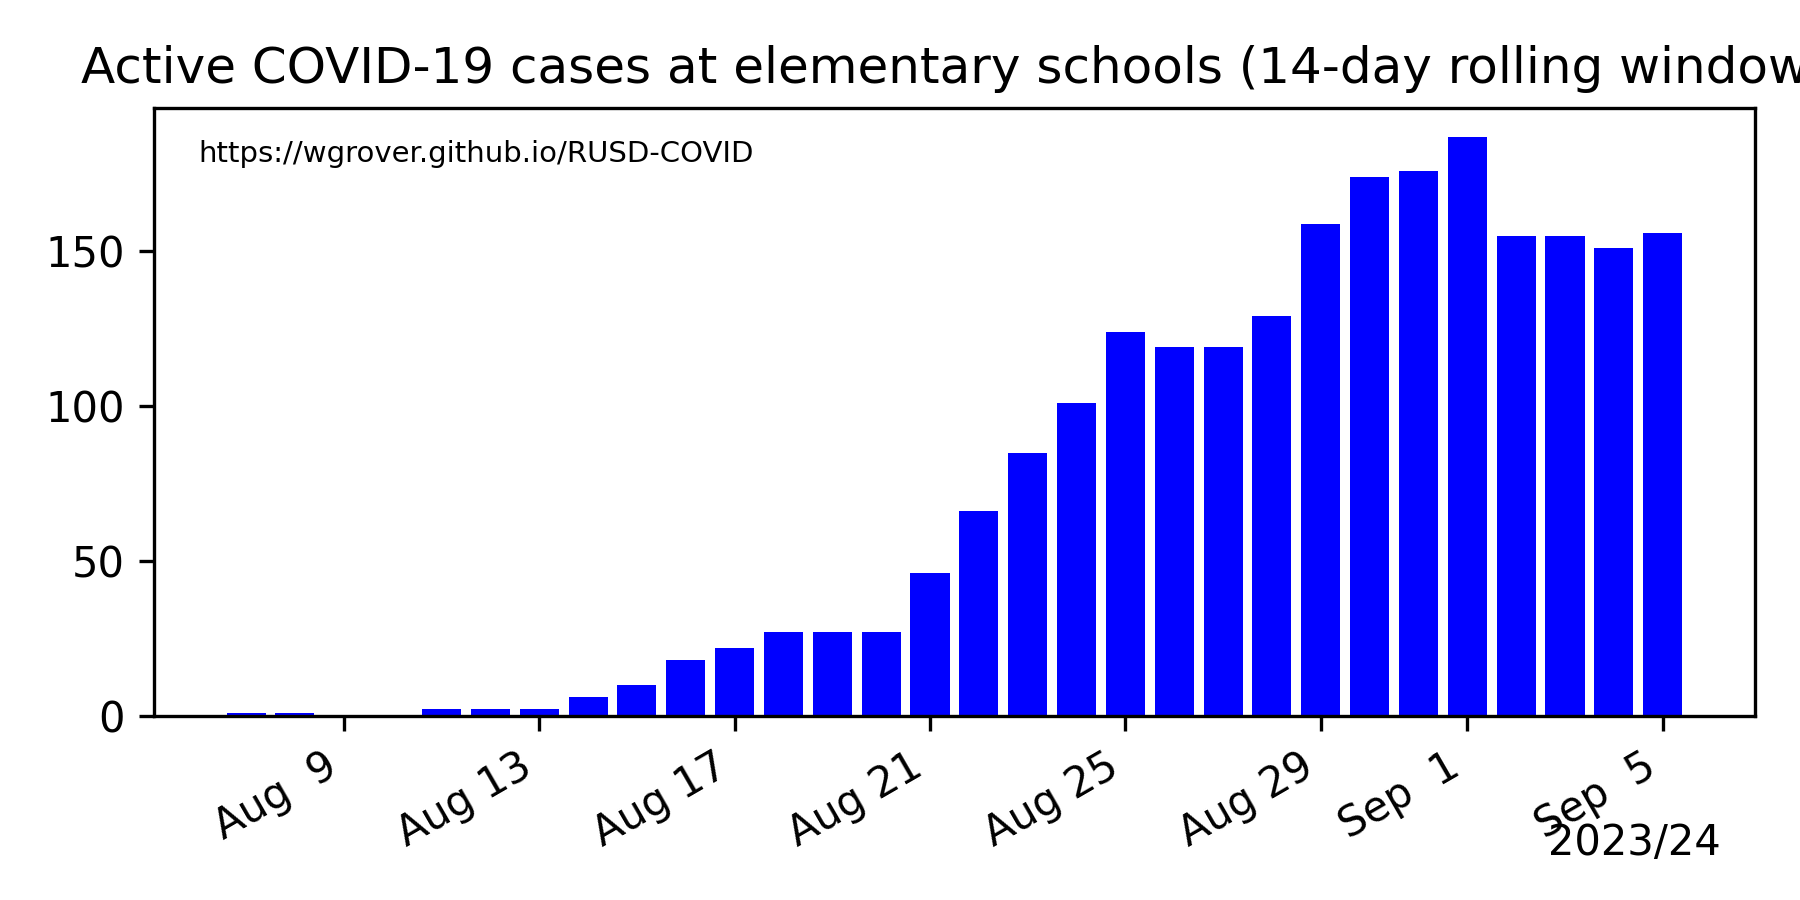 Active COVID-19 cases at elementary schools (14-day rolling window
https://wgrover.github.io/RUSD-COVID
150
100
50
0
Aug 9
Aug 13
Aug 17
Aug 21
Aug 25
Aug 29
Sep 1
Sep 5
2023/24